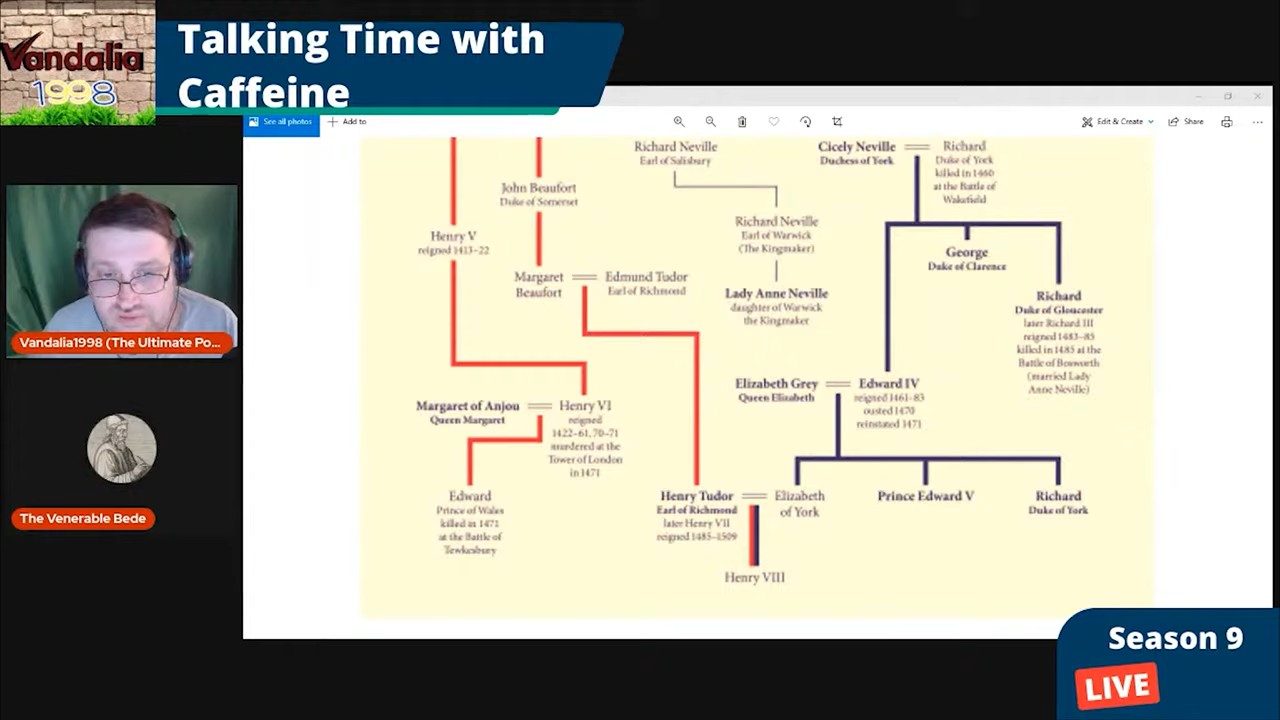 Talking Time with
Caffeine
Vandalia
1998
See all photos
Add to
Edit & Create
Share
Richard Neville
Earl of Salisbury
Cicely Neville
Duchess of York
Richard
Duke of York
killed in 1460
at the Battle of
Wakefield
John Beaufort
Duke of Somerset
Henry V
reigned 1413–22
Richard Neville
Earl of Warwick
(The Kingmaker)
George
Duke of Clarence
Margaret
Beaufort
Edmund Tudor
Earl of Richmond
Lady Anne Neville
daughter of Warwick
the Kingmaker
Richard
Duke of Gloucester
later Richard III
reigned 1483–85
killed in 1485 at the
Battle of Bosworth
(married Lady
Anne Neville)
Vandalia1998 (The Ultimate Po...
Margaret of Anjou
Queen Margaret
Henry VI
reigned
1422–61, 70–71
murdered at the
Tower of London
in 1471
Elizabeth Grey
Queen Elizabeth
Edward IV
reigned 1461–83
ousted 1470
reinstated 1471
Edward
Prince of Wales
killed in 1471
at the Battle of
Tewkesbury
Henry Tudor
Earl of Richmond
later Henry VII
reigned 1485–1509
Elizabeth
of York
Prince Edward V
Richard
Duke of York
Henry VIII
The Venerable Bede
Season 9
LIVE